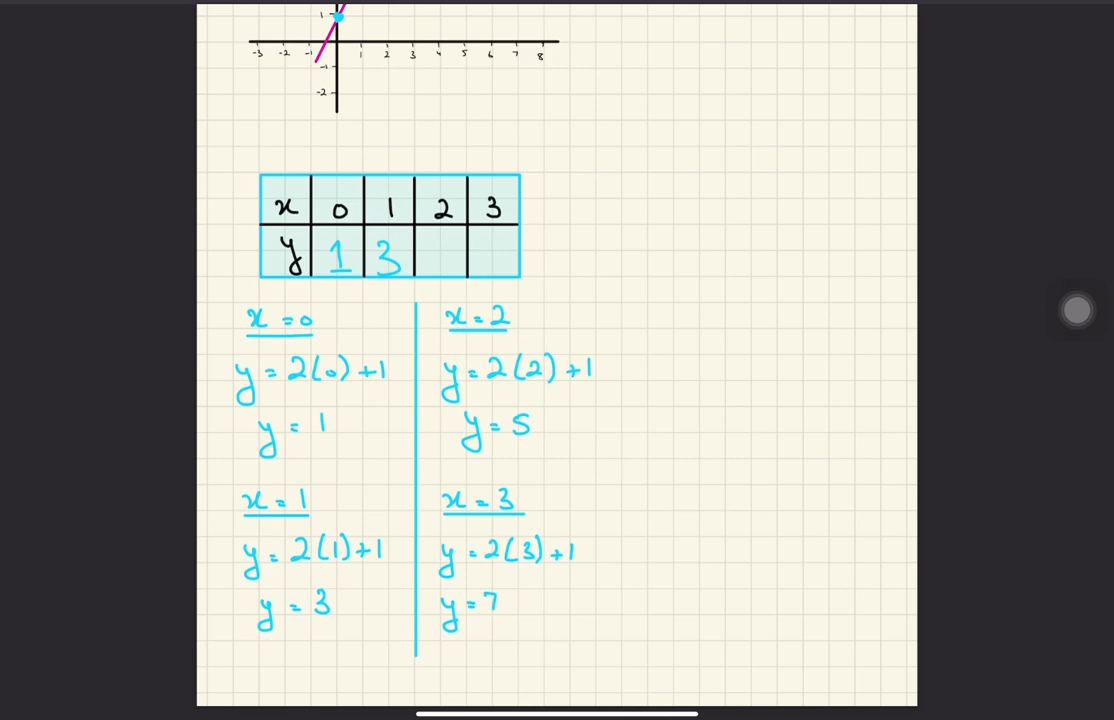 1
-3 -2 -1 1 2 3 4 5 6 7 8
-1
-2
x 0 1 2 3
y 1 3
x = 0
y = 2(0) + 1
y = 1
x = 1
y = 2(1) + 1
y = 3
x = 2
y = 2(2) + 1
y = 5
x = 3
y = 2(3) + 1
y = 7